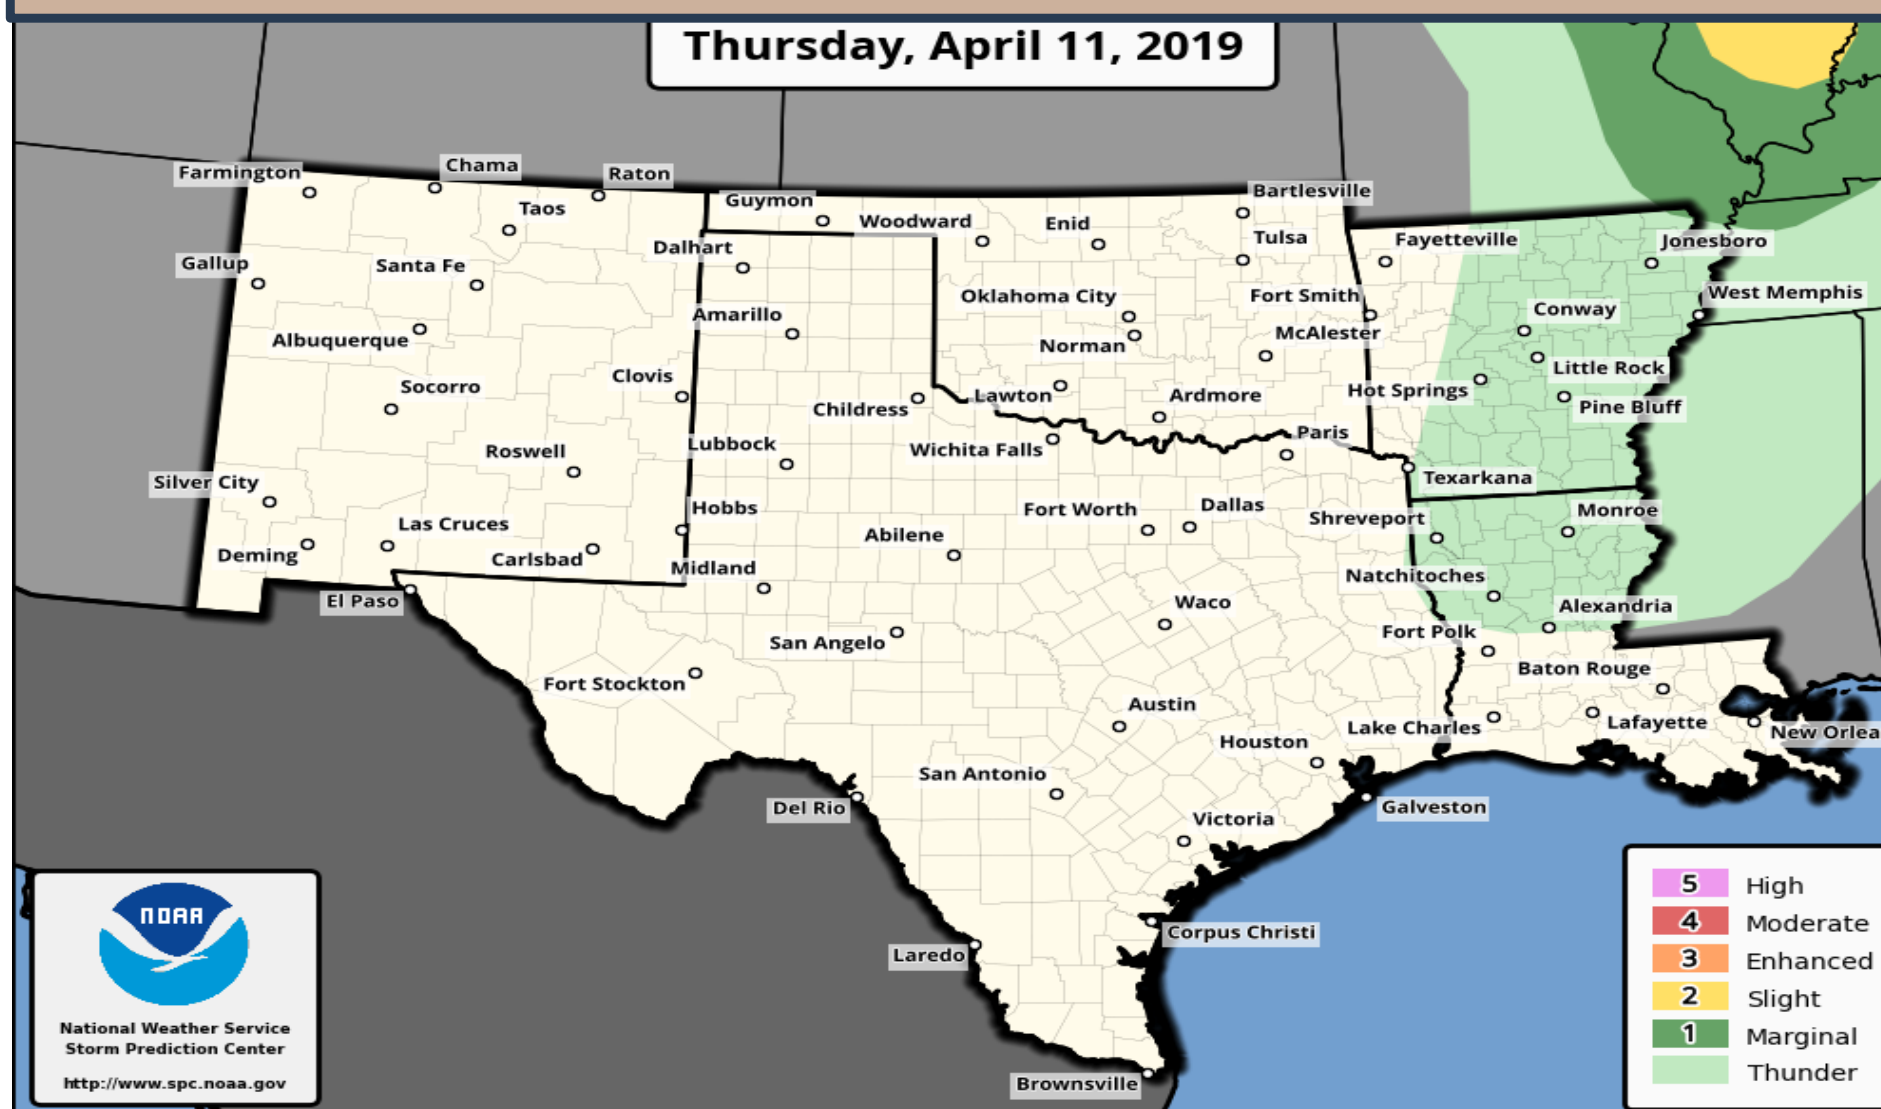 Thursday, April 11, 2019
Farmington
Chama
Raton
Taos
Guymon
Woodward
Enid
Bartlesville
Tulsa
Fayetteville
Jonesboro
Gallup
Santa Fe
Dalhart
Oklahoma City
Fort Smith
West Memphis
Albuquerque
Amarillo
Norman
McAlester
Conway
Little Rock
Socorro
Clovis
Childress
Lawton
Ardmore
Hot Springs
Pine Bluff
Roswell
Lubbock
Wichita Falls
Paris
Silver City
Texarkana
Las Cruces
Hobbs
Abilene
Fort Worth
Dallas
Shreveport
Monroe
Deming
Carlsbad
Midland
Natchitoches
El Paso
Waco
Alexandria
San Angelo
Fort Polk
Fort Stockton
Baton Rouge
Austin
Lake Charles
Lafayette
New Orlea
Houston
San Antonio
Del Rio
Victoria
Galveston
Corpus Christi
Laredo
Brownsville
NOAA
National Weather Service
Storm Prediction Center
http://www.spc.noaa.gov
5 High
4 Moderate
3 Enhanced
2 Slight
1 Marginal
Thunder